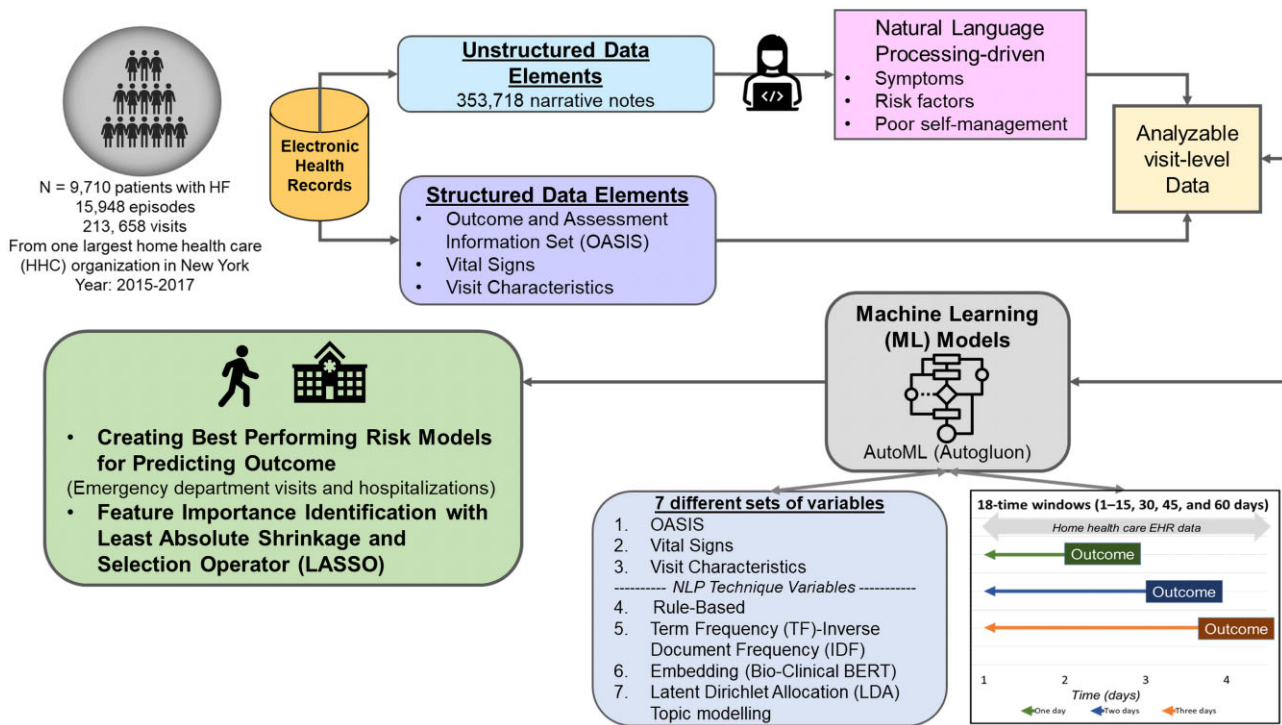 N = 9,710 patients with HF
15,948 episodes
213, 658 visits
From one largest home health care
(HHC) organization in New York
Year: 2015-2017
Electronic
Health
Records
Unstructured Data
Elements
353,718 narrative notes
</>
Natural Language
Processing-driven
• Symptoms
• Risk factors
• Poor self-management
Structured Data Elements
• Outcome and Assessment
Information Set (OASIS)
• Vital Signs
• Visit Characteristics
Analyzable
visit-level
Data
Machine Learning
(ML) Models
AutoML (Autogluon)
• Creating Best Performing Risk Models
for Predicting Outcome
(Emergency department visits and hospitalizations)
• Feature Importance Identification with
Least Absolute Shrinkage and
Selection Operator (LASSO)
7 different sets of variables
1. OASIS
2. Vital Signs
3. Visit Characteristics
---------- NLP Technique Variables -----------
4. Rule-Based
5. Term Frequency (TF)-Inverse
Document Frequency (IDF)
6. Embedding (Bio-Clinical BERT)
7. Latent Dirichlet Allocation (LDA)
Topic modelling
18-time windows (1–15, 30, 45, and 60 days)
Home health care EHR data
Outcome
Outcome
Outcome
1 2 3 4
Time (days)
One day Two days Three days